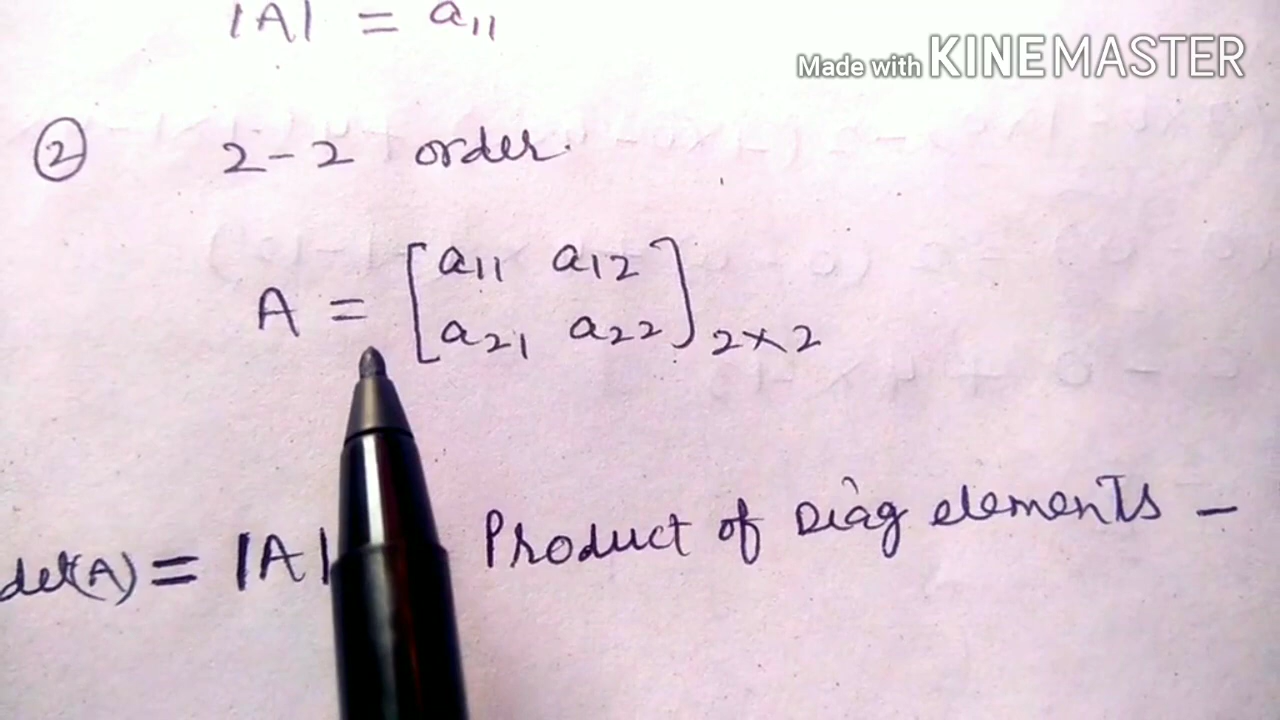 |A| = a11
Made with KINEMASTER
② 2-2 order.
A = [a11 a12
a21 a22] 2×2
det(A) = |A| Product of Diag elements -